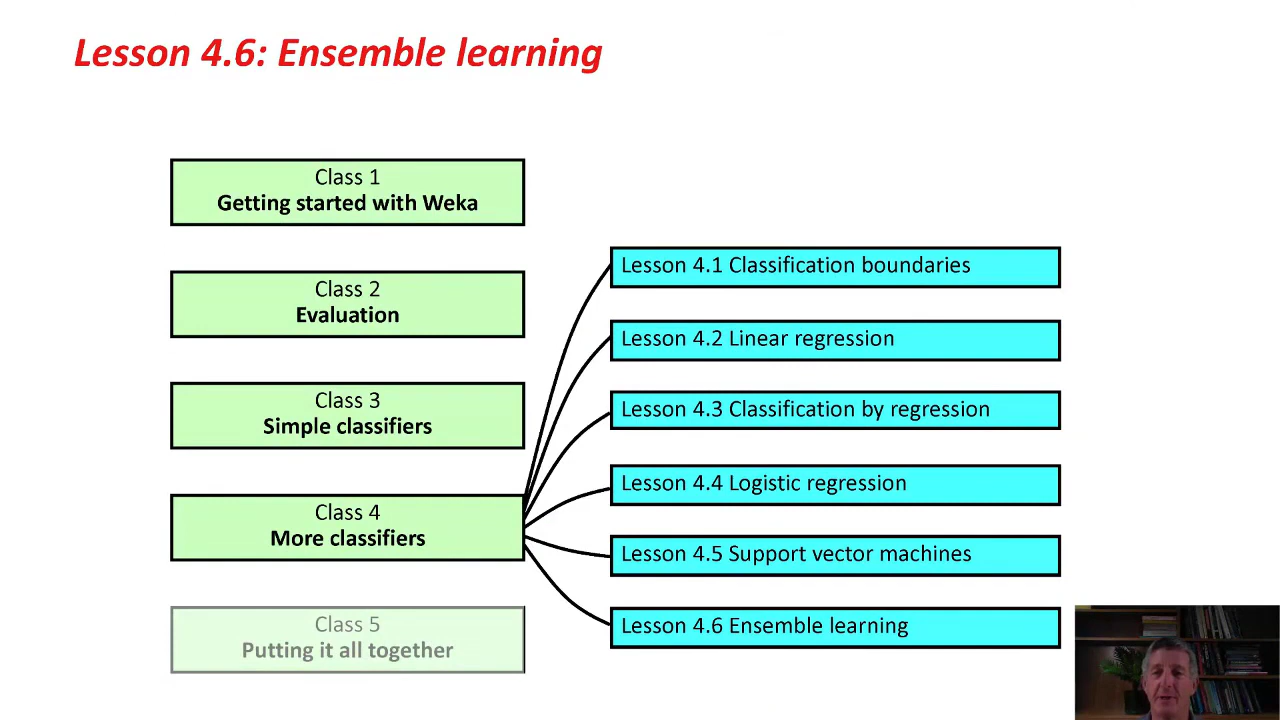 Lesson 4.6: Ensemble learning
Class 1
Getting started with Weka
Class 2
Evaluation
Class 3
Simple classifiers
Class 4
More classifiers
Class 5
Putting it all together
Lesson 4.1 Classification boundaries
Lesson 4.2 Linear regression
Lesson 4.3 Classification by regression
Lesson 4.4 Logistic regression
Lesson 4.5 Support vector machines
Lesson 4.6 Ensemble learning